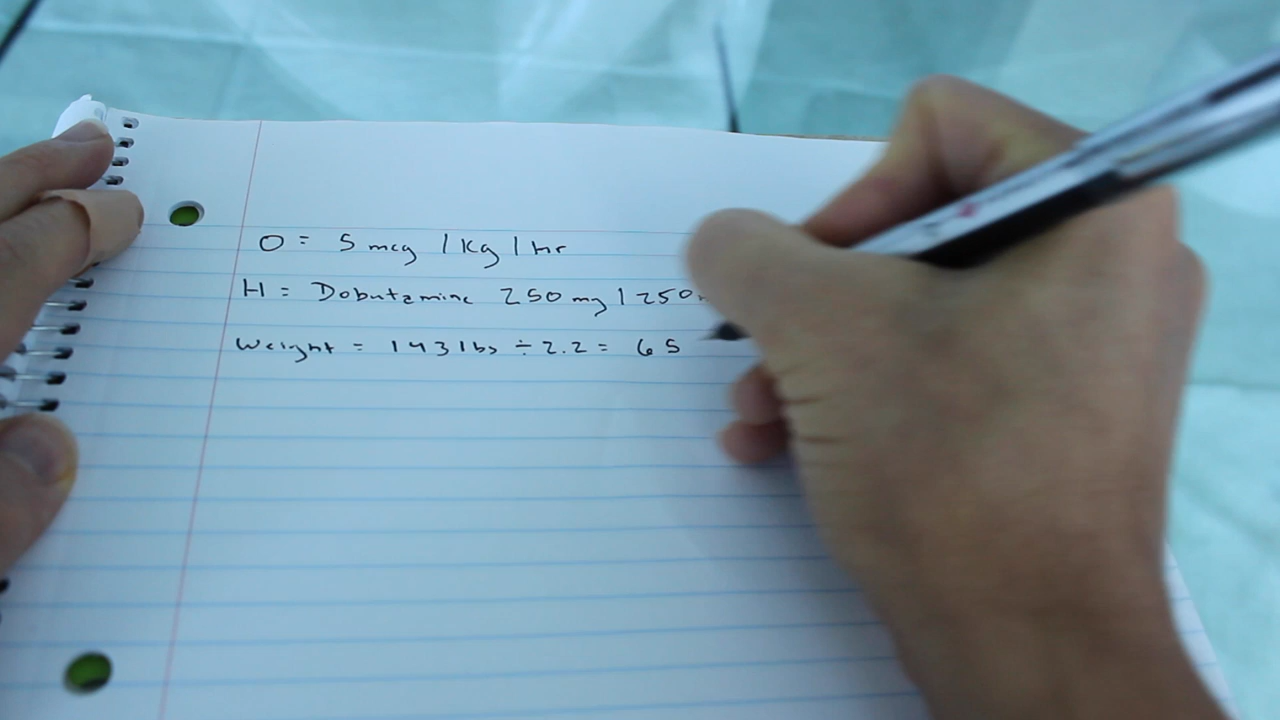 O = 5 mcg / Kg / Hr
H = Dobutamine 250 mg / 250
Weight = 143 lbs ÷ 2.2 = 65